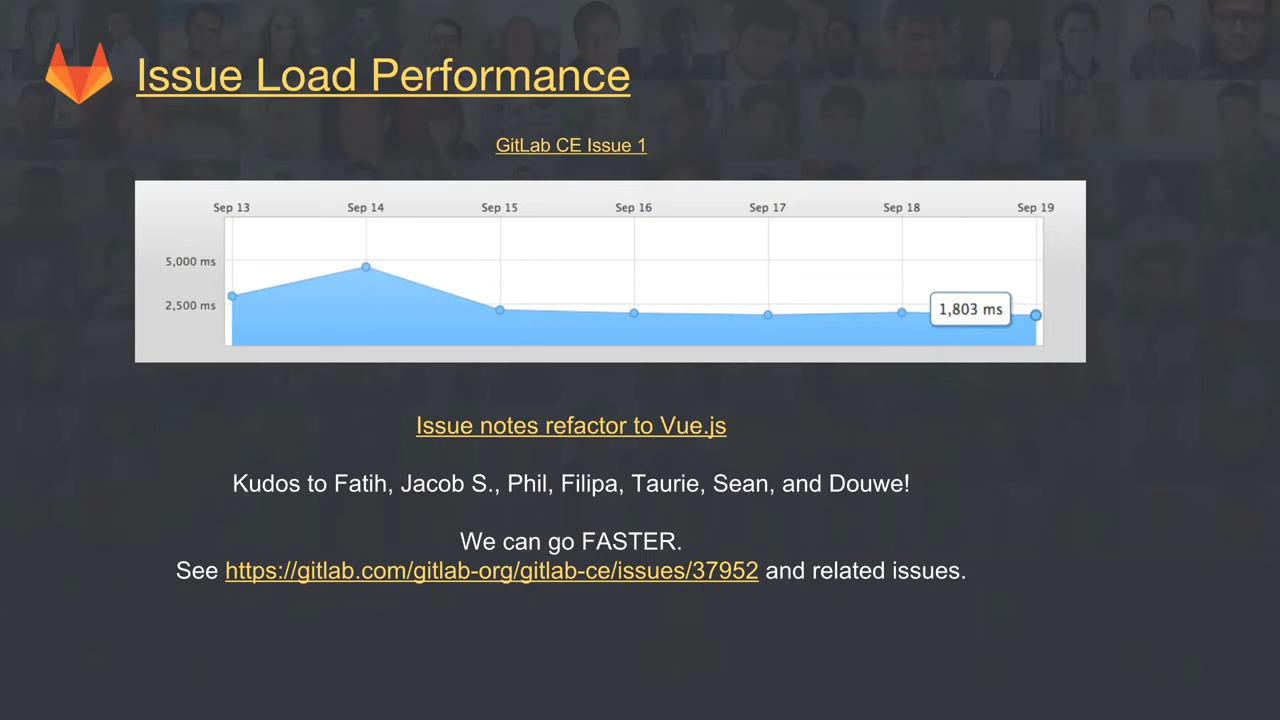 Issue Load Performance
GitLab CE Issue 1
Sep 13 Sep 14 Sep 15 Sep 16 Sep 17 Sep 18 Sep 19
5,000 ms
2,500 ms
1,803 ms
Issue notes refactor to Vue.js
Kudos to Fatih, Jacob S., Phil, Filipa, Taurie, Sean, and Douwe!
We can go FASTER.
See https://gitlab.com/gitlab-org/gitlab-ce/issues/37952 and related issues.